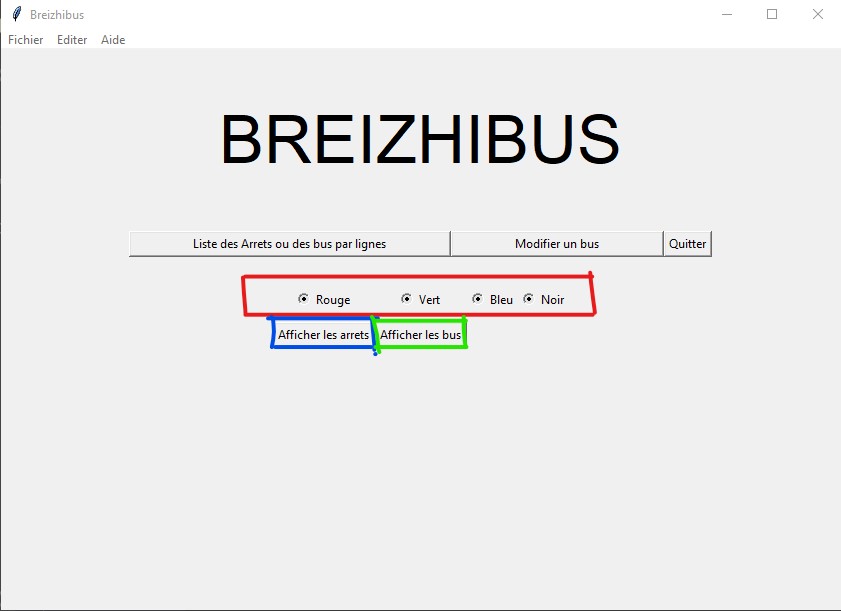 Breizhibus
Fichier Editer Aide
BREIZHIBUS
Liste des Arrets ou des bus par lignes Modifier un bus Quitter
Rouge Vert Bleu Noir
Afficher les arrets Afficher les bus